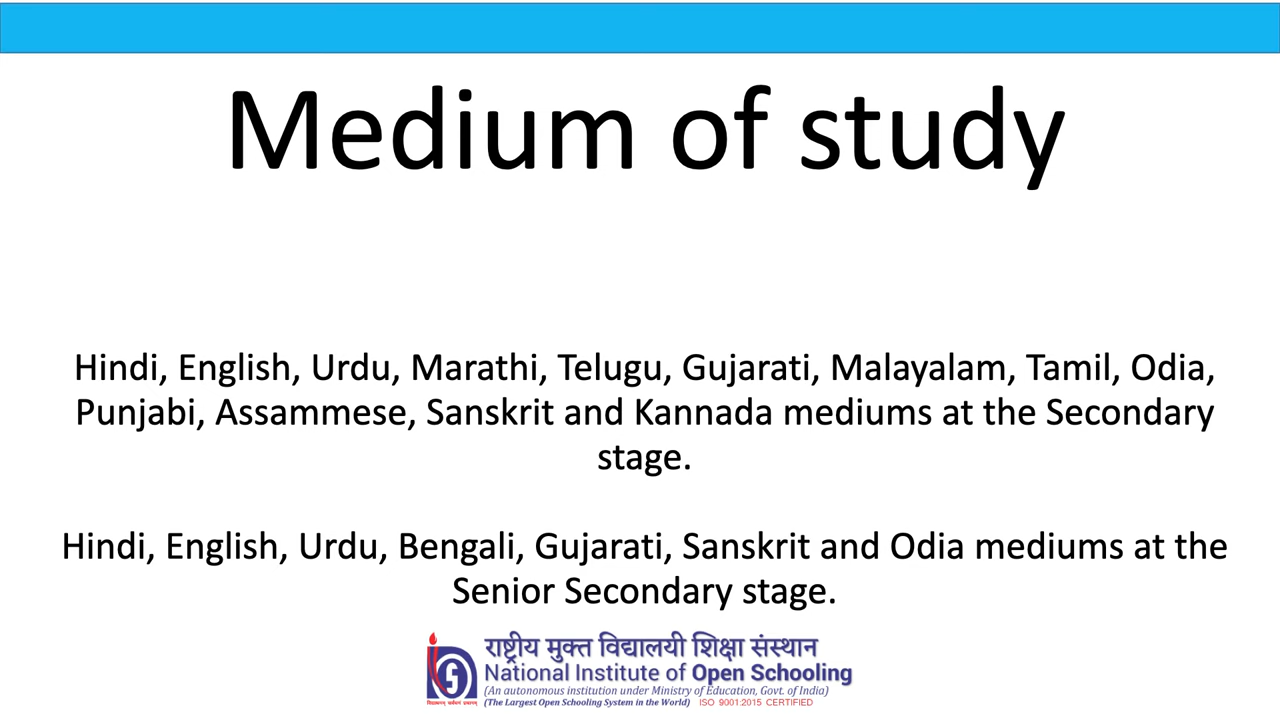 Medium of study
Hindi, English, Urdu, Marathi, Telugu, Gujarati, Malayalam, Tamil, Odia,
Punjabi, Assammese, Sanskrit and Kannada mediums at the Secondary
stage.
Hindi, English, Urdu, Bengali, Gujarati, Sanskrit and Odia mediums at the
Senior Secondary stage.
राष्ट्रीय मुक्त विद्यालयी शिक्षा संस्थान
National Institute of Open Schooling
(An autonomous institution under Ministry of Education, Govt. of India)
(The Largest Open Schooling System in the World) ISO 9001:2015 CERTIFIED